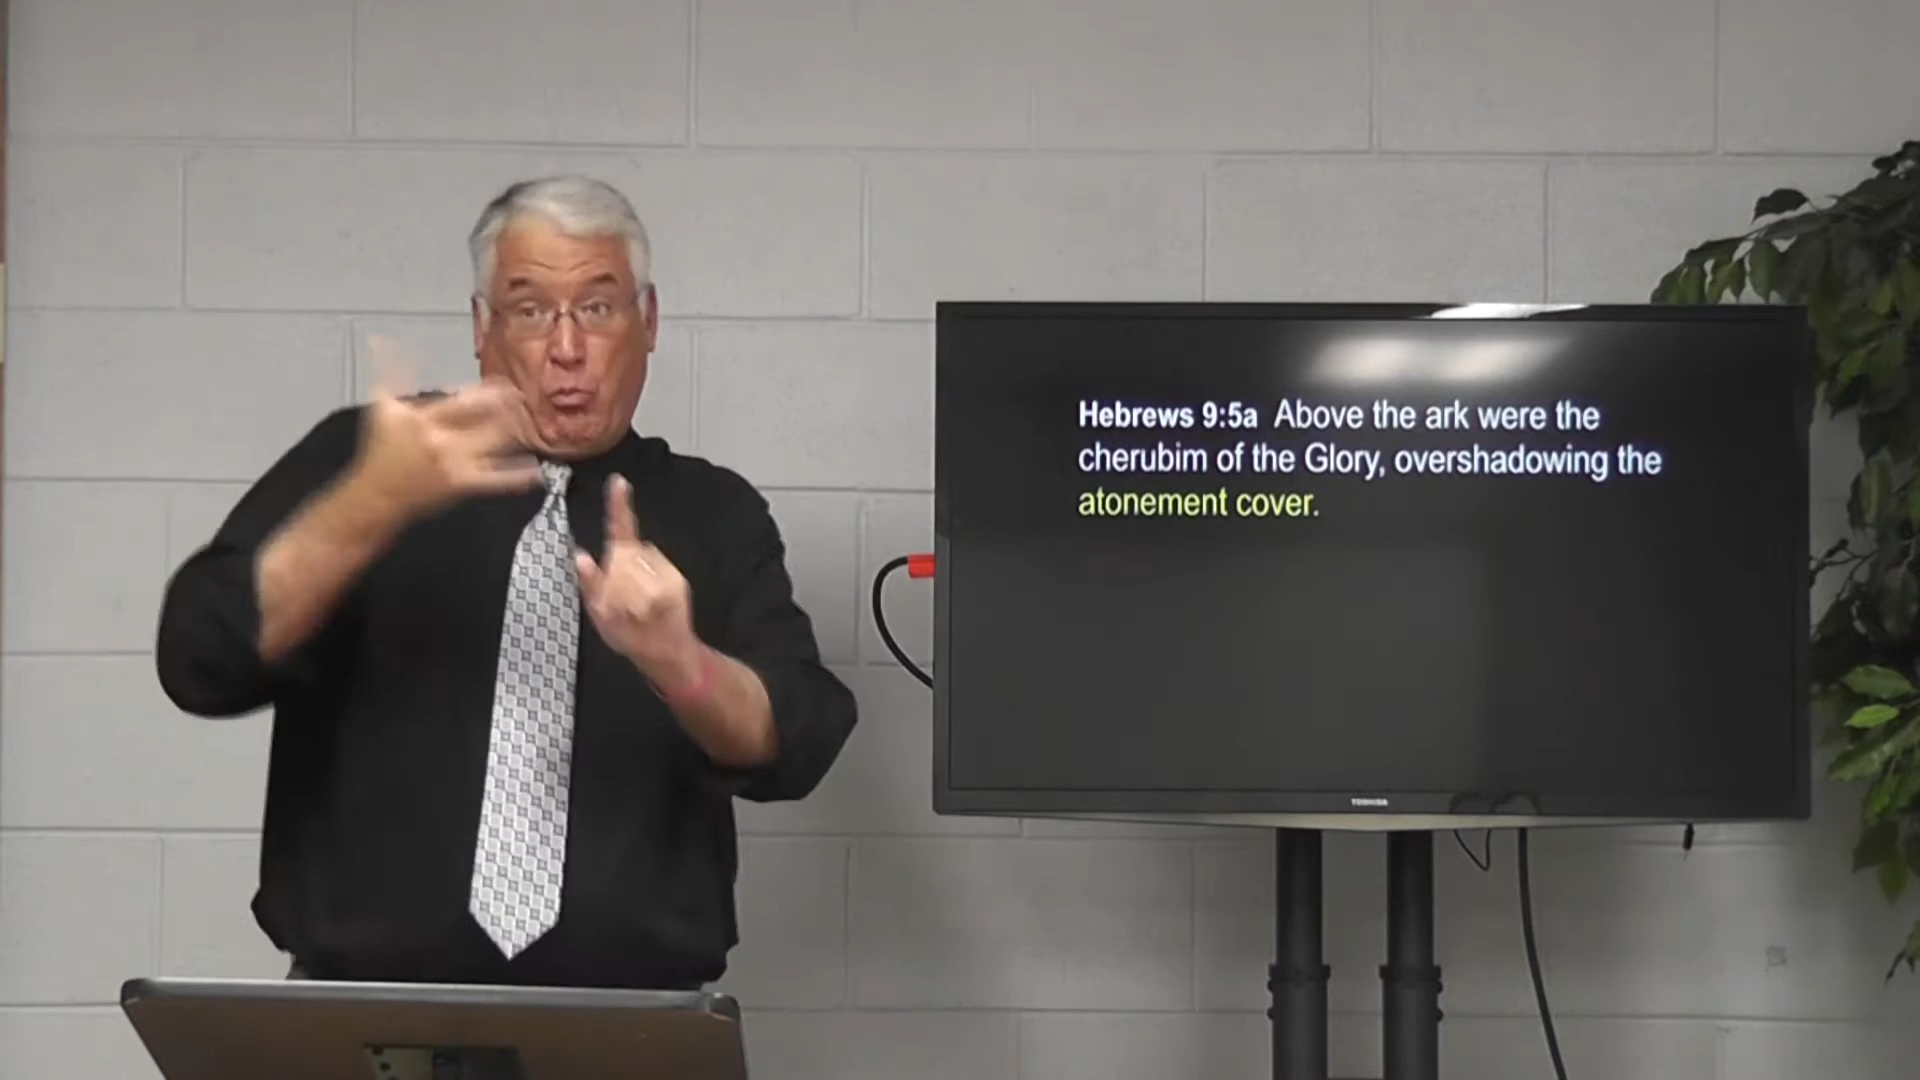 Hebrews 9:5a Above the ark were the
cherubim of the Glory, overshadowing the
atonement cover.
TOSHIBA